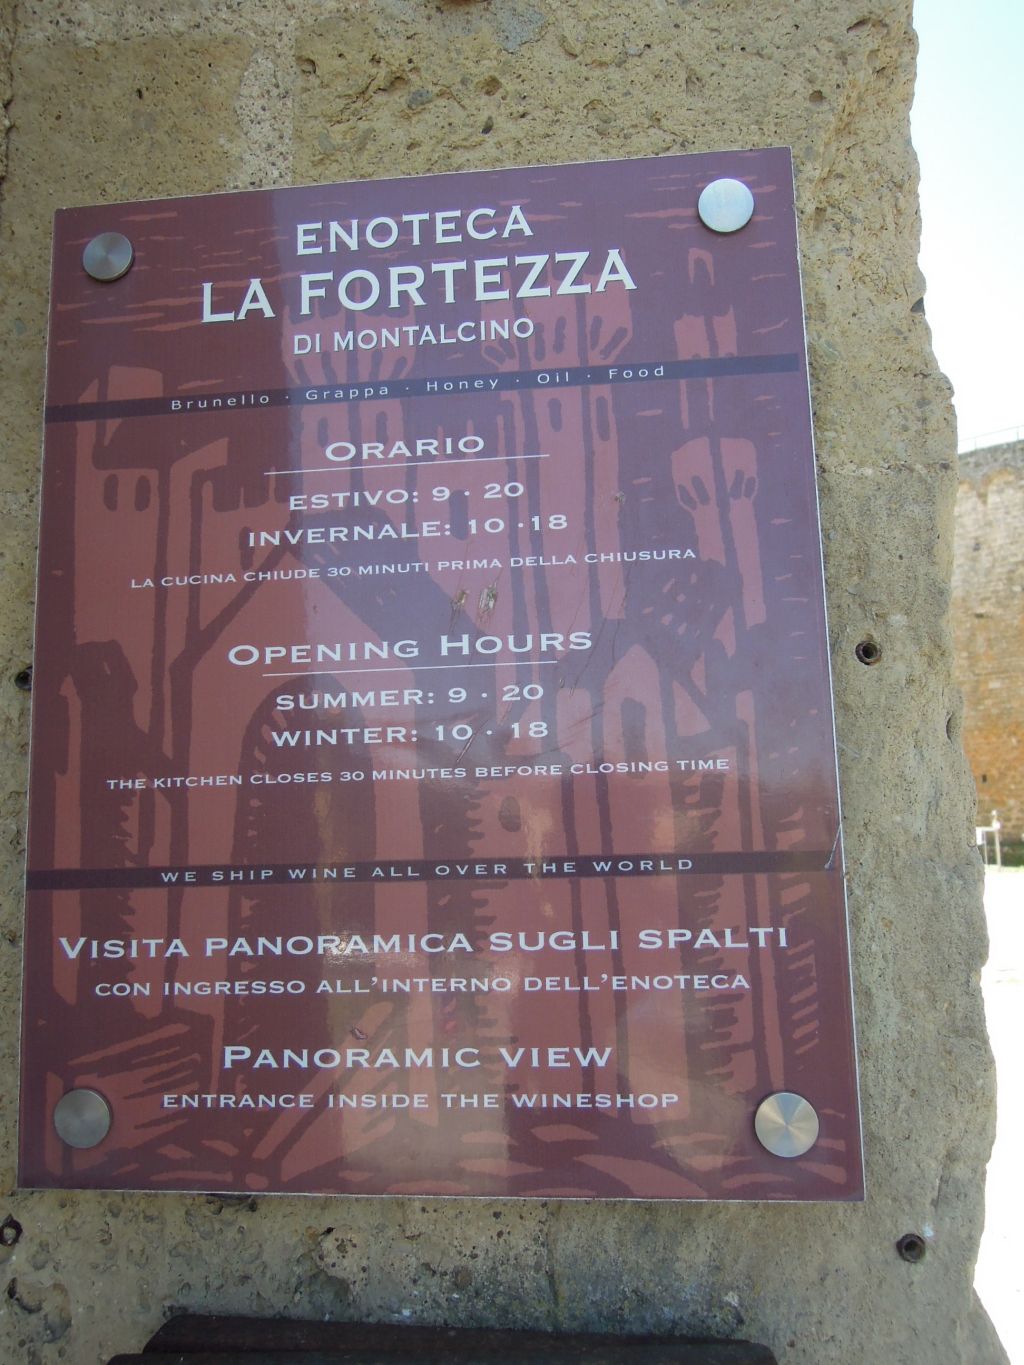 ENOTECA
LA FORTEZZA
DI MONTALCINO
Brunello · Grappa · Honey · Oil · Food
ORARIO
ESTIVO: 9 · 20
INVERNALE: 10 · 18
LA CUCINA CHIUDE 30 MINUTI PRIMA DELLA CHIUSURA
OPENING HOURS
SUMMER: 9 · 20
WINTER: 10 · 18
THE KITCHEN CLOSES 30 MINUTES BEFORE CLOSING TIME
WE SHIP WINE ALL OVER THE WORLD
VISITA PANORAMICA SUGLI SPALTI
CON INGRESSO ALL'INTERNO DELL'ENOTECA
PANORAMIC VIEW
ENTRANCE INSIDE THE WINESHOP